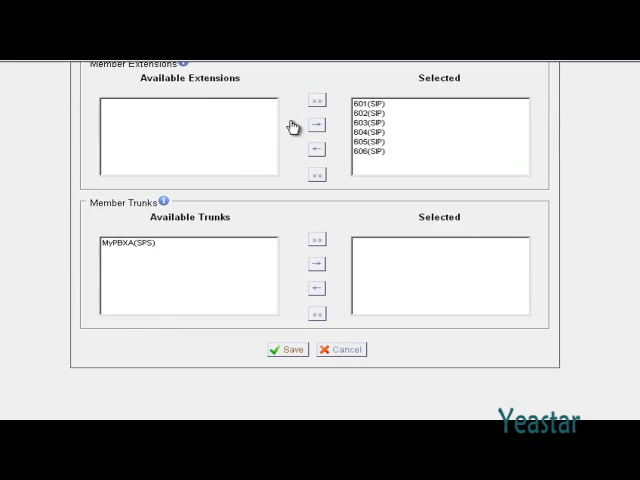 Member Extensions
Available Extensions
Selected
>>
601(SIP)
602(SIP)
603(SIP)
604(SIP)
605(SIP)
606(SIP)
→
←
<<
Member Trunks
Available Trunks
Selected
MyPBXA(SPS)
>>
→
←
<<
Save
Cancel
Yeastar